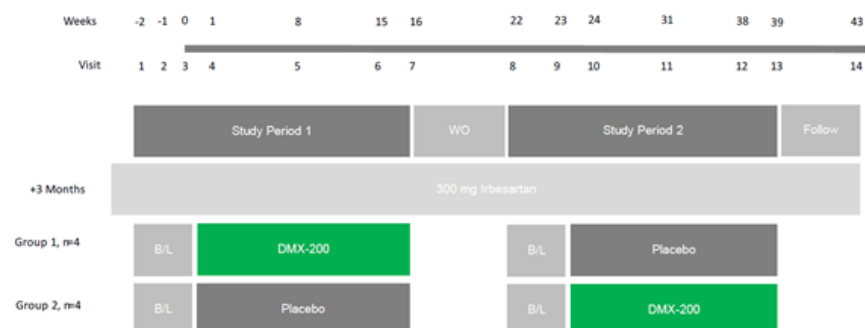 Weeks -2 -1 0 1 8 15 16 22 23 24 31 38 39 43
Visit 1 2 3 4 5 6 7 8 9 10 11 12 13 14
Study Period 1 WO Study Period 2 Follow
+3 Months 300 mg Irbesartan
Group 1, n=4 B/L DMX-200 B/L Placebo
Group 2, n=4 B/L Placebo B/L DMX-200